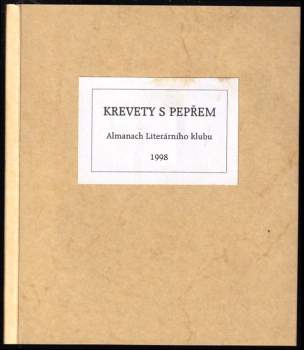 KREVETY S PEPŘEM
Almanach Literárního klubu
1998